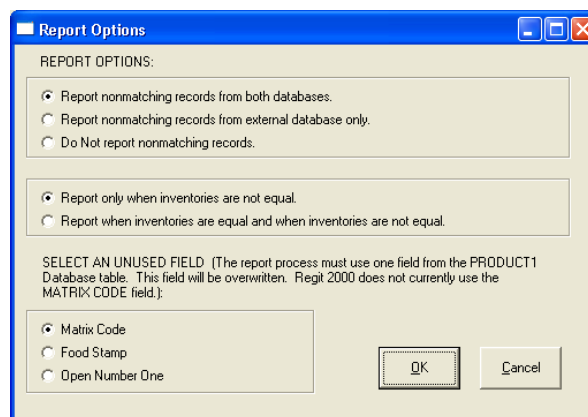 Report Options
REPORT OPTIONS:
Report nonmatching records from both databases.
Report nonmatching records from external database only.
Do Not report nonmatching records.
Report only when inventories are not equal.
Report when inventories are equal and when inventories are not equal.
SELECT AN UNUSED FIELD (The report process must use one field from the PRODUCT1
Database table. This field will be overwritten. Regit 2000 does not currently use the
MATRIX CODE field.):
Matrix Code
Food Stamp
Open Number One
OK
Cancel